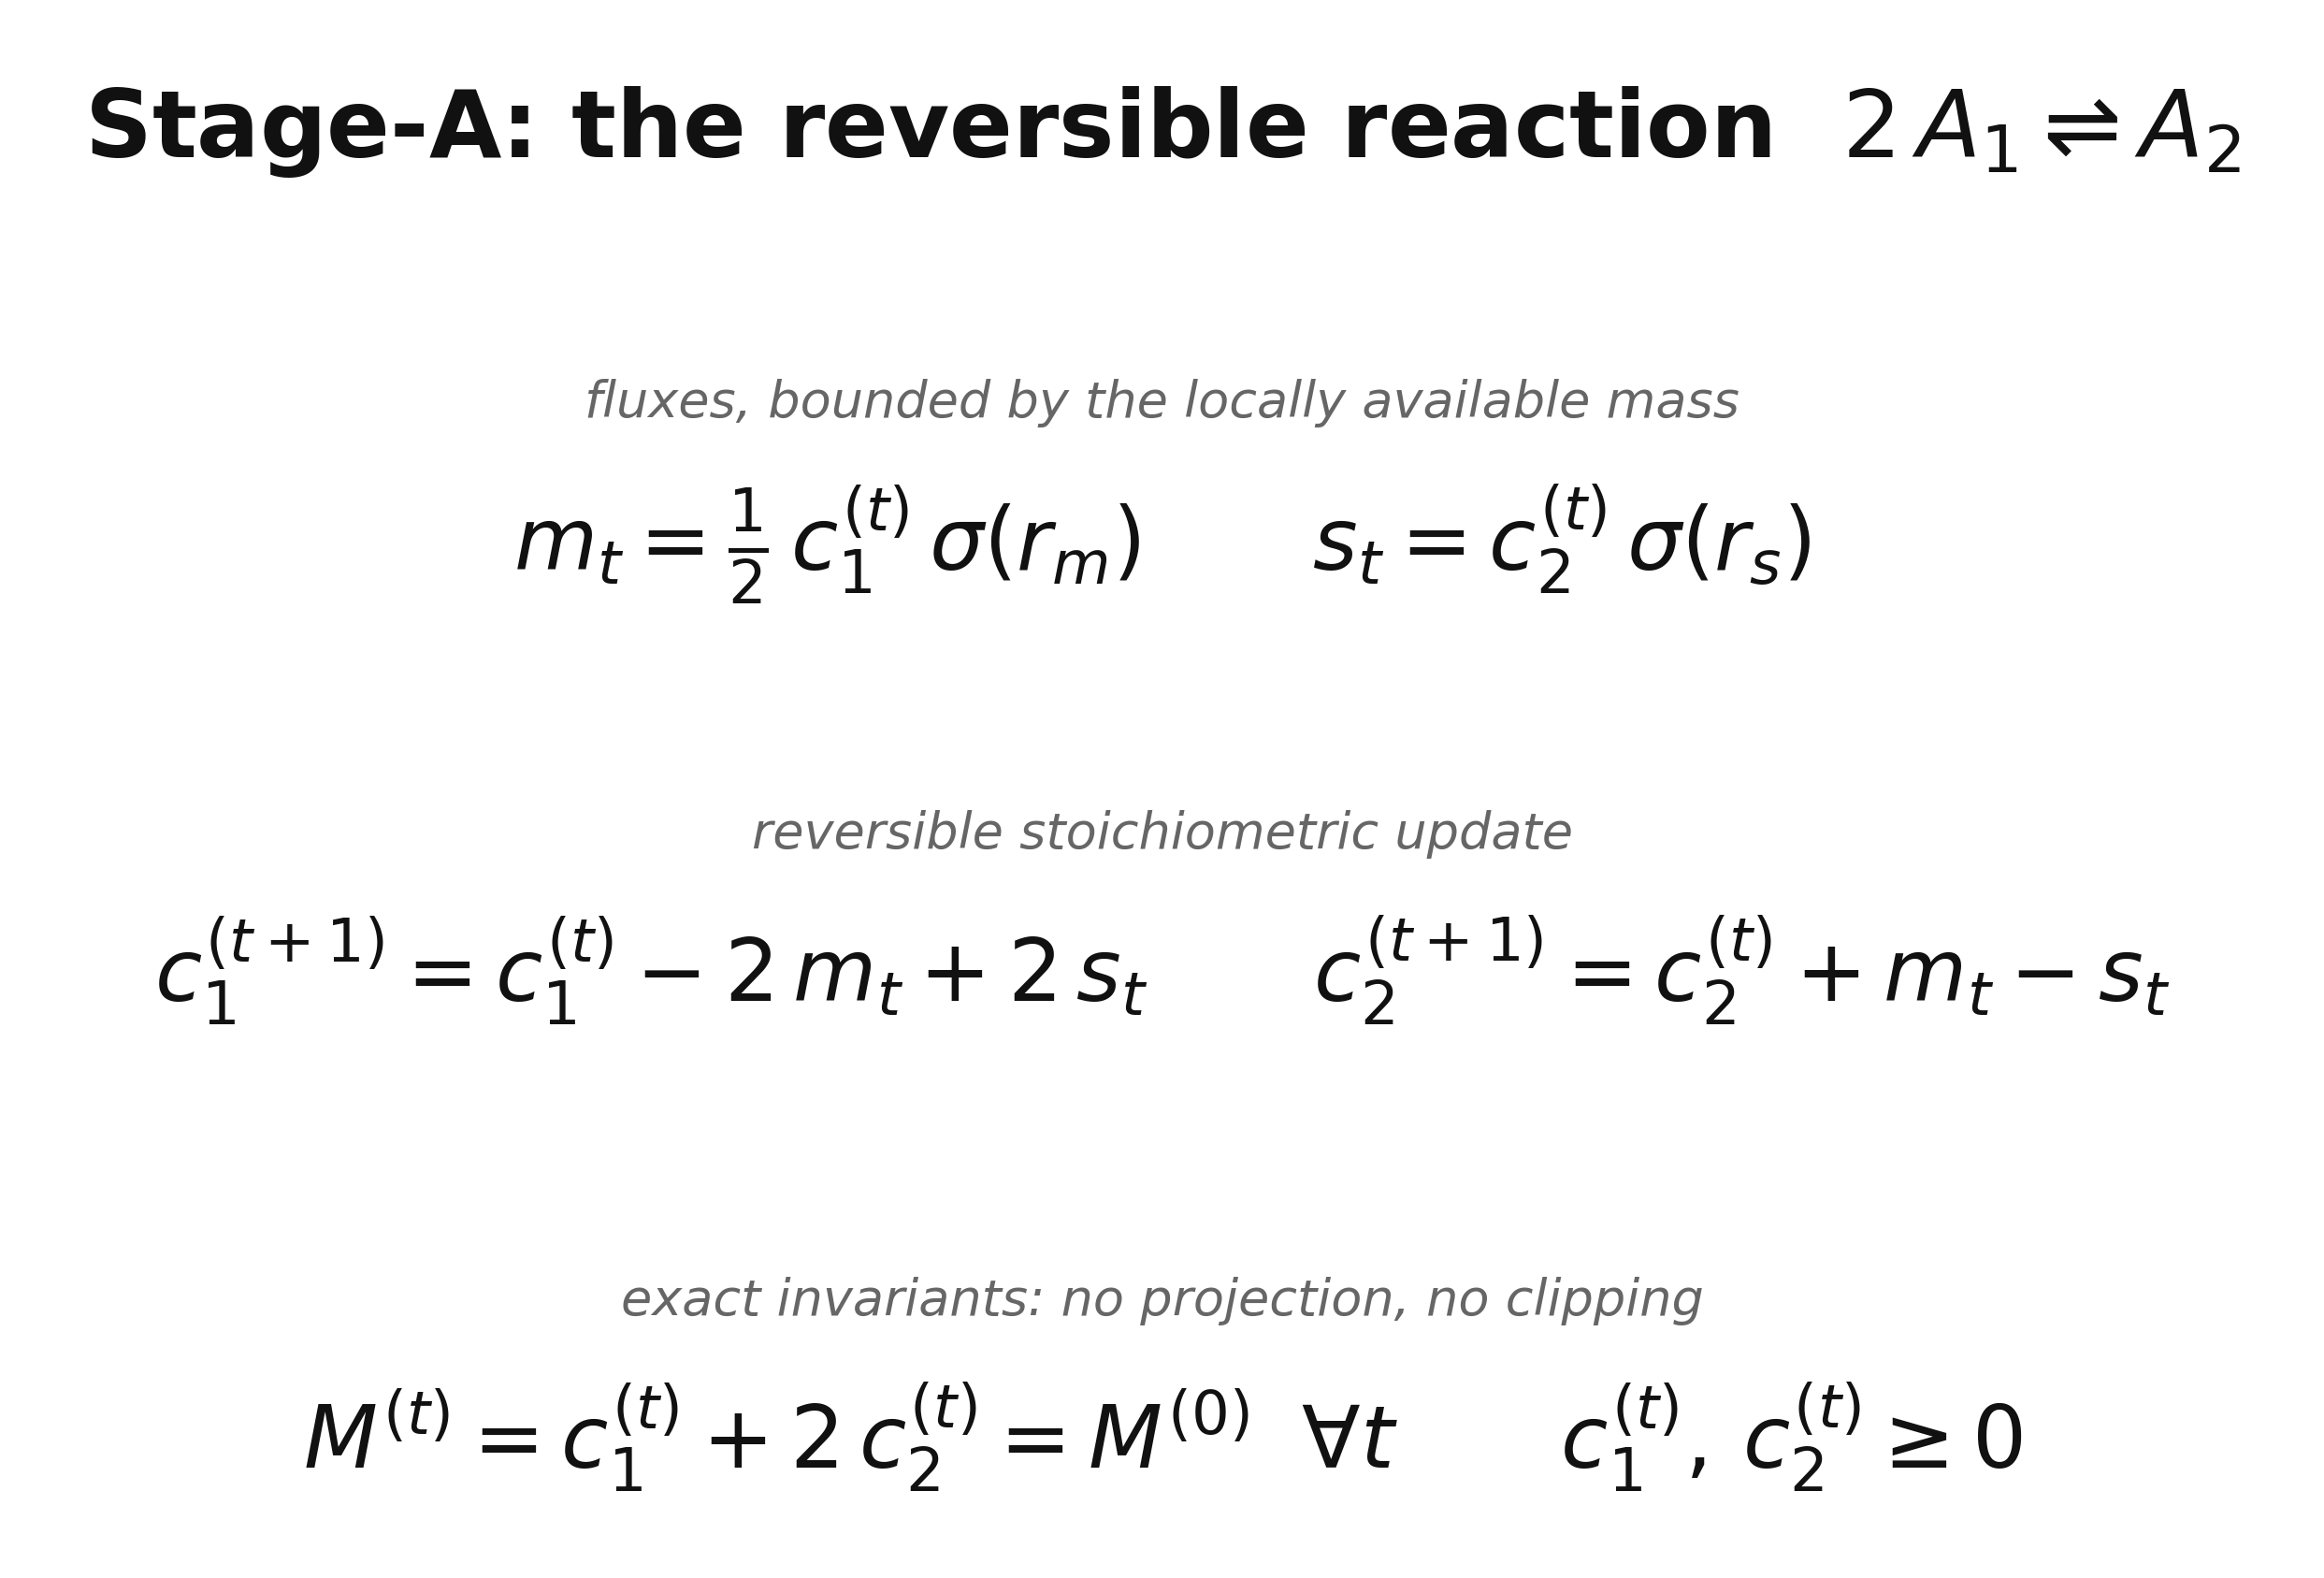 Stage-A: the reversible reaction 2 A₁ ⇌ A₂
fluxes, bounded by the locally available mass
m_t = ½ c₁^(t) σ(r_m)    s_t = c₂^(t) σ(r_s)
reversible stoichiometric update
c₁^(t+1) = c₁^(t) − 2 m_t + 2 s_t    c₂^(t+1) = c₂^(t) + m_t − s_t
exact invariants: no projection, no clipping
M^(t) = c₁^(t) + 2 c₂^(t) = M^(0) ∀t    c₁^(t), c₂^(t) ≥ 0